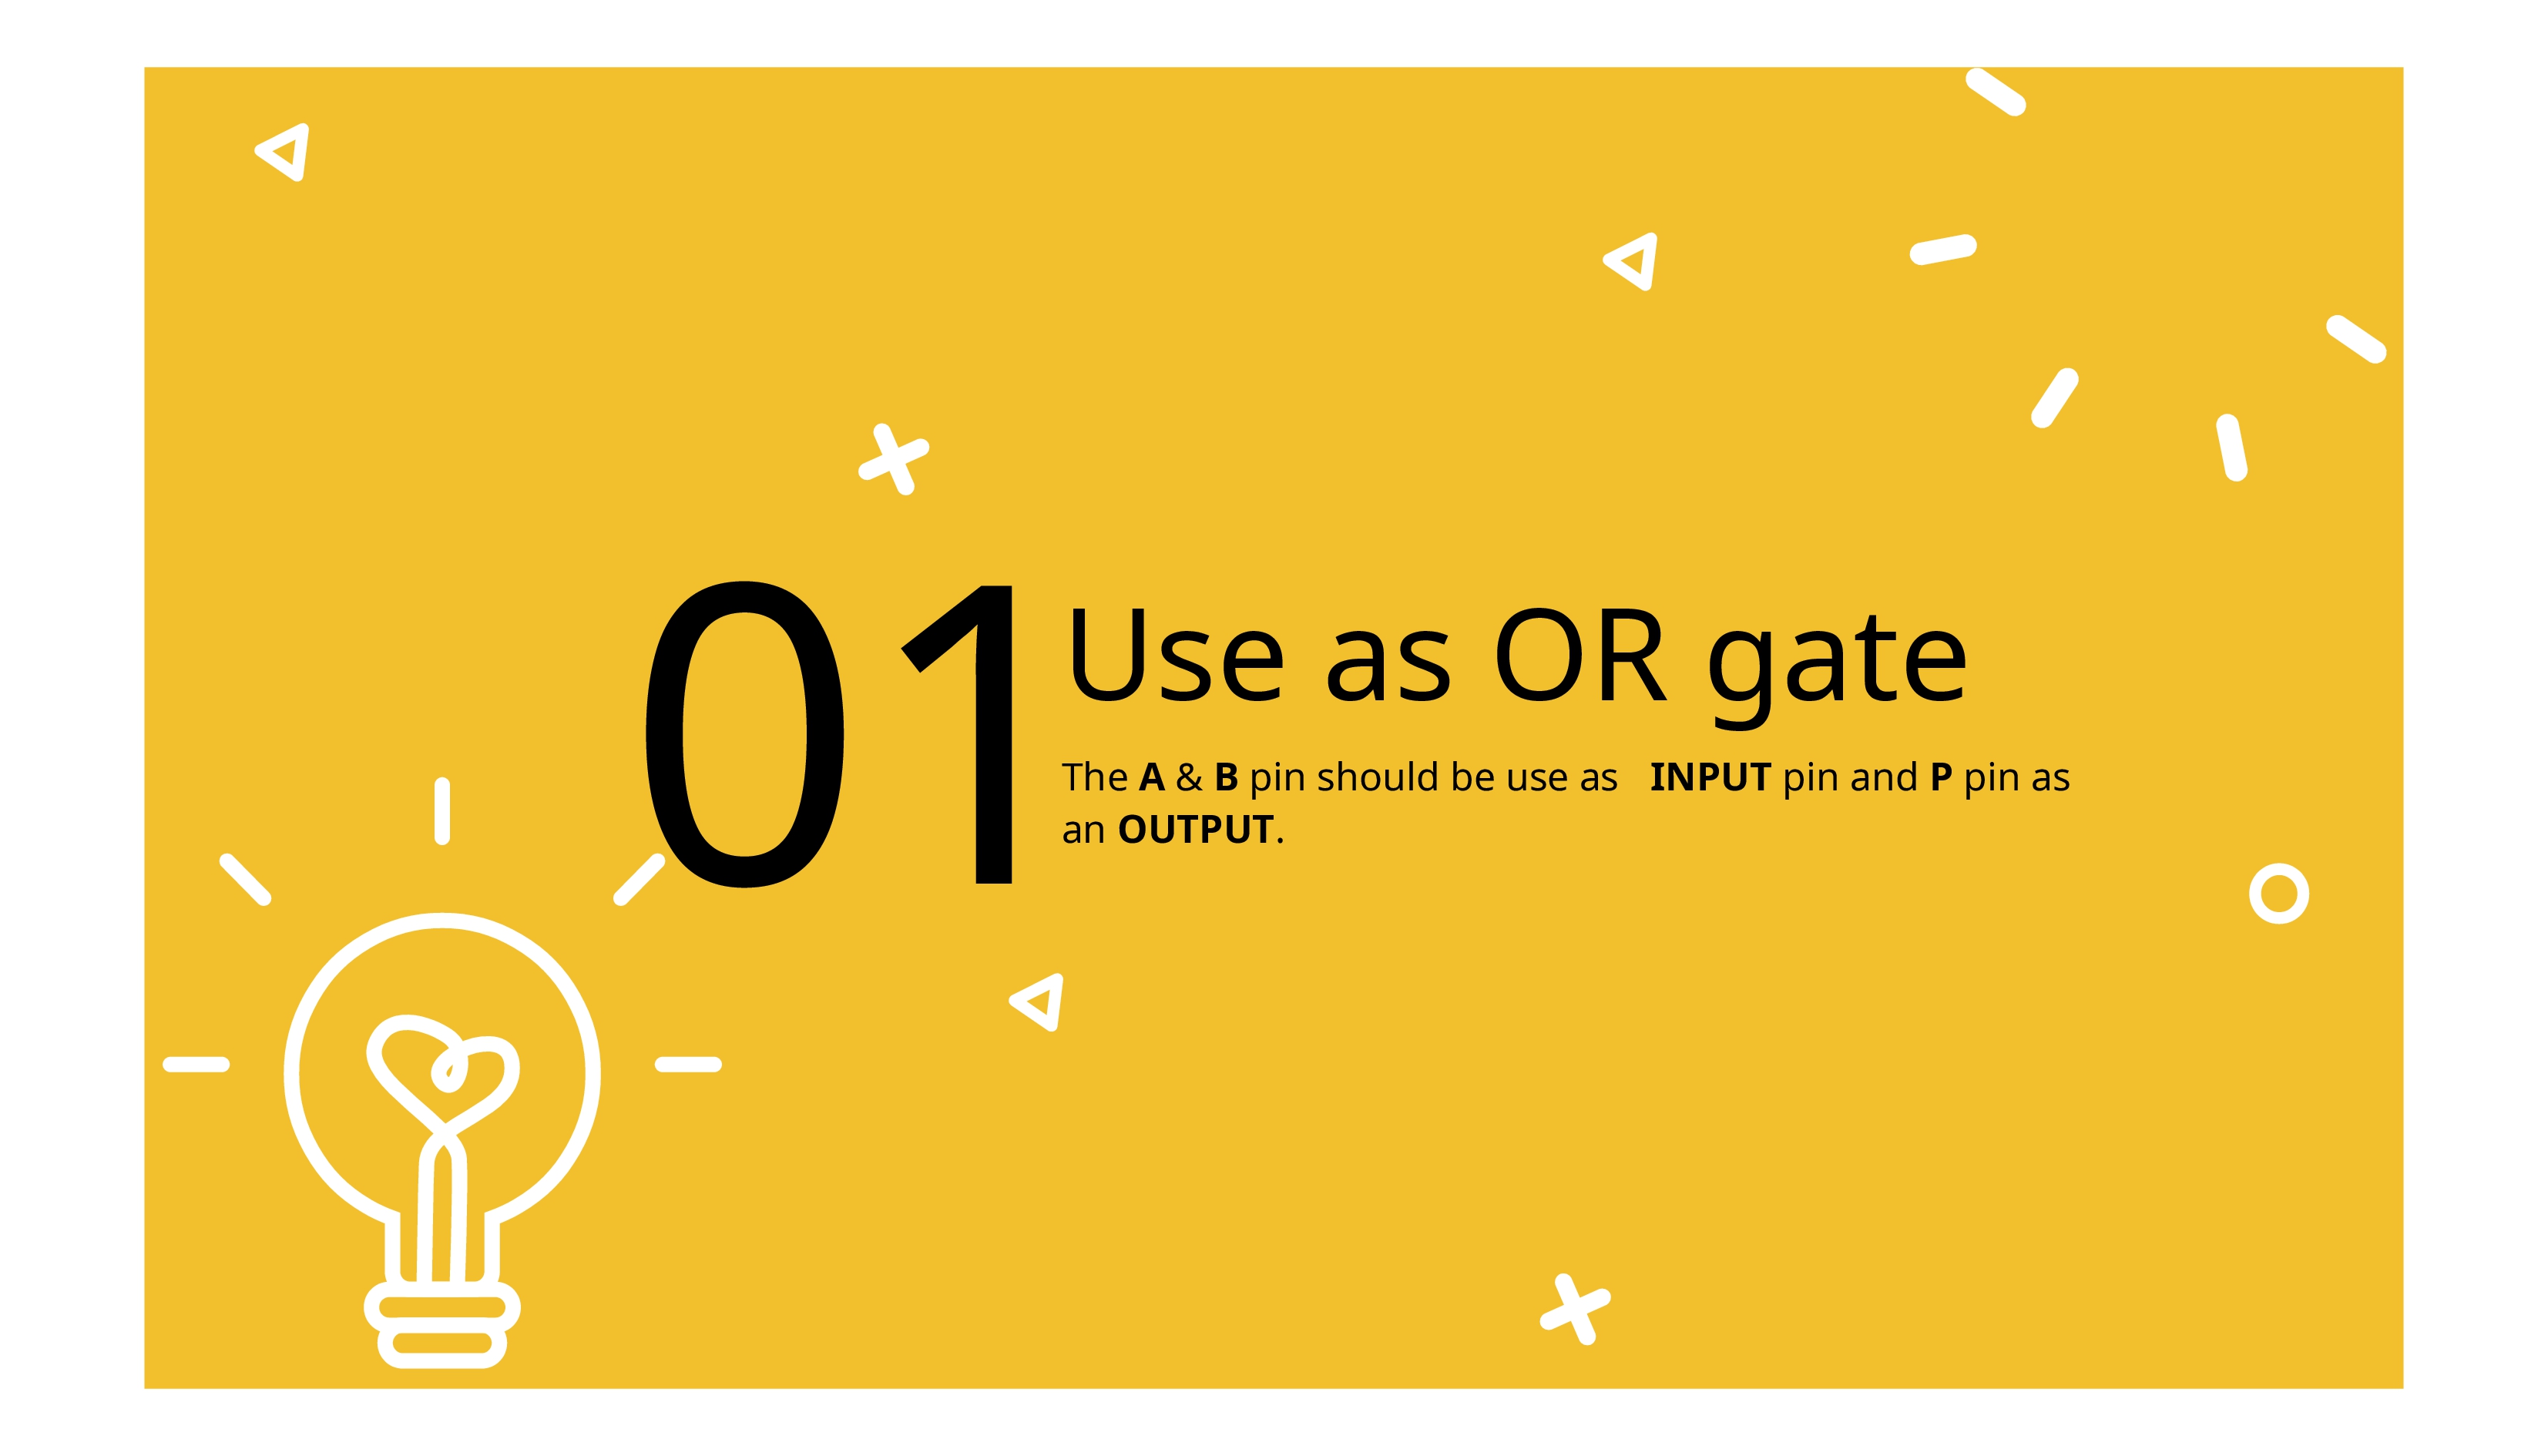 01
Use as OR gate
The A & B pin should be use as   INPUT pin and P pin as
an OUTPUT.